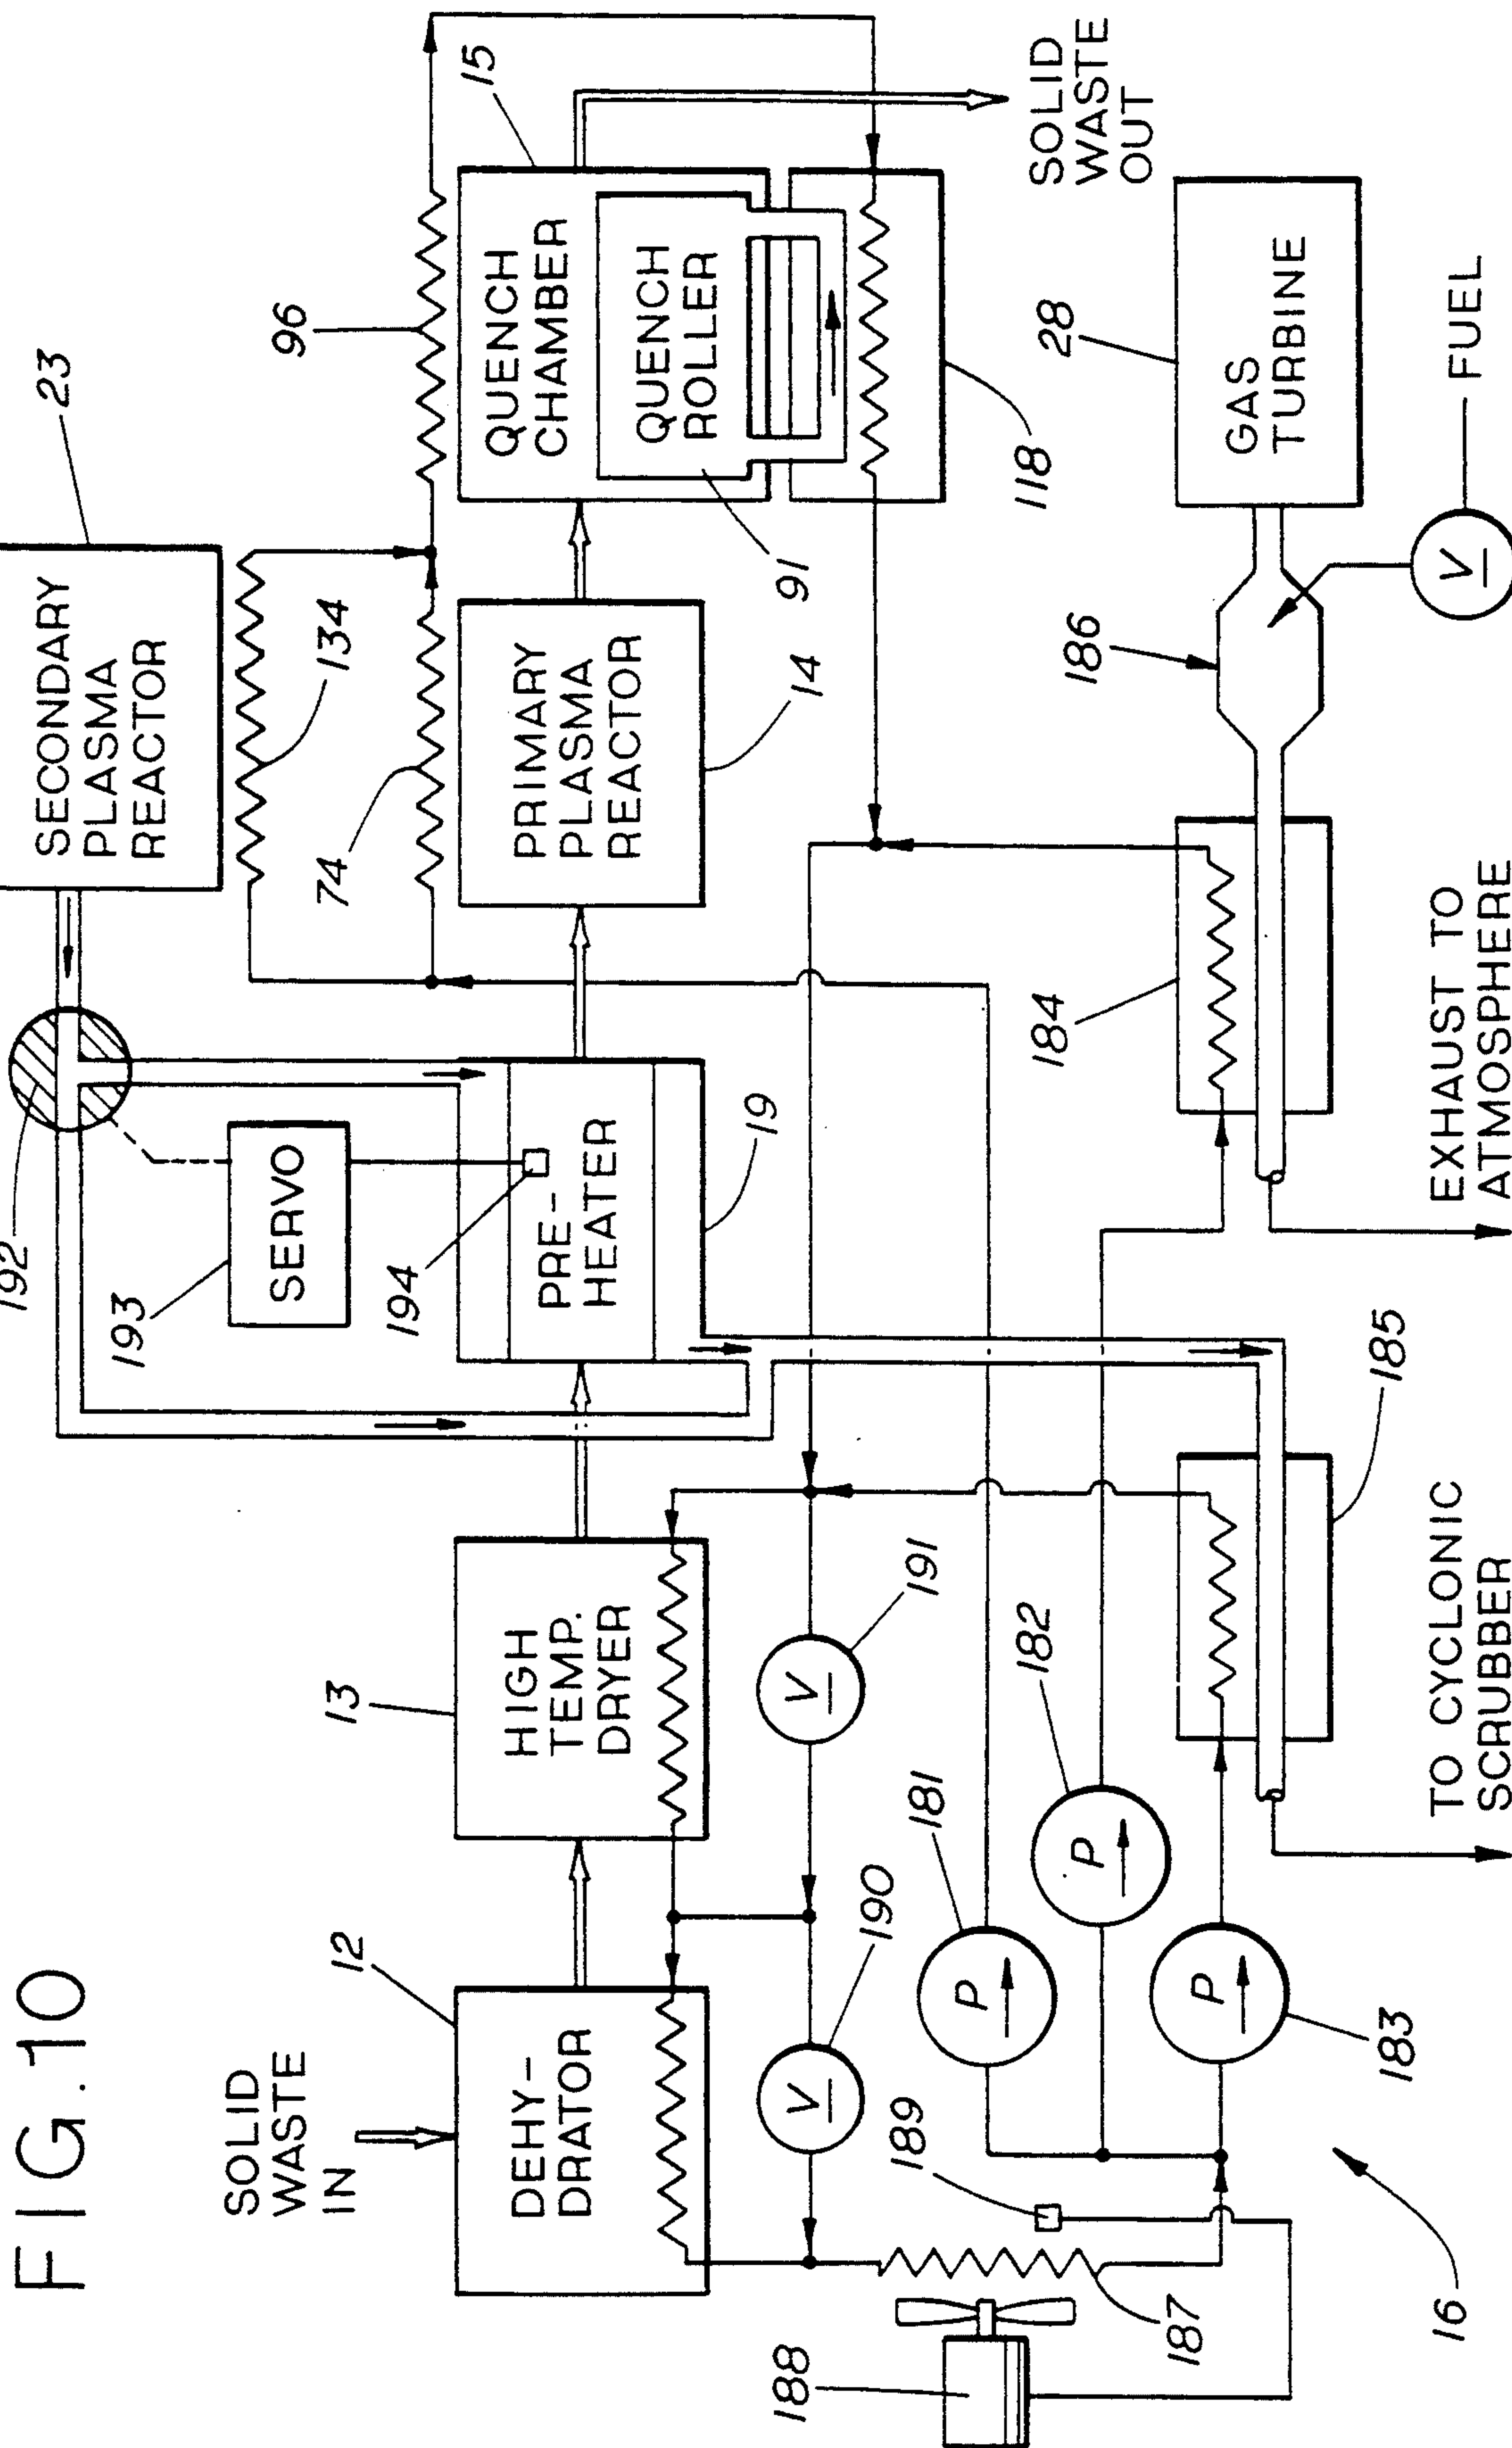 FIG. 10
SOLID
WASTE
IN
12
DEHY-
DRATOR
13
HIGH
TEMP.
DRYER
192
193
SERVO
194
PRE-
HEATER
19
SECONDARY
PLASMA
REACTOR
23
134
74
PRIMARY
PLASMA
REACTOR
14
96
15
QUENCH
CHAMBER
QUENCH
ROLLER
91
118
SOLID
WASTE
OUT
V
190
V
191
181
P
182
P
P
183
189
188
187
16
185
TO CYCLONIC
SCRUBBER
184
EXHAUST TO
ATMOSPHERE
186
28
GAS
TURBINE
V
FUEL